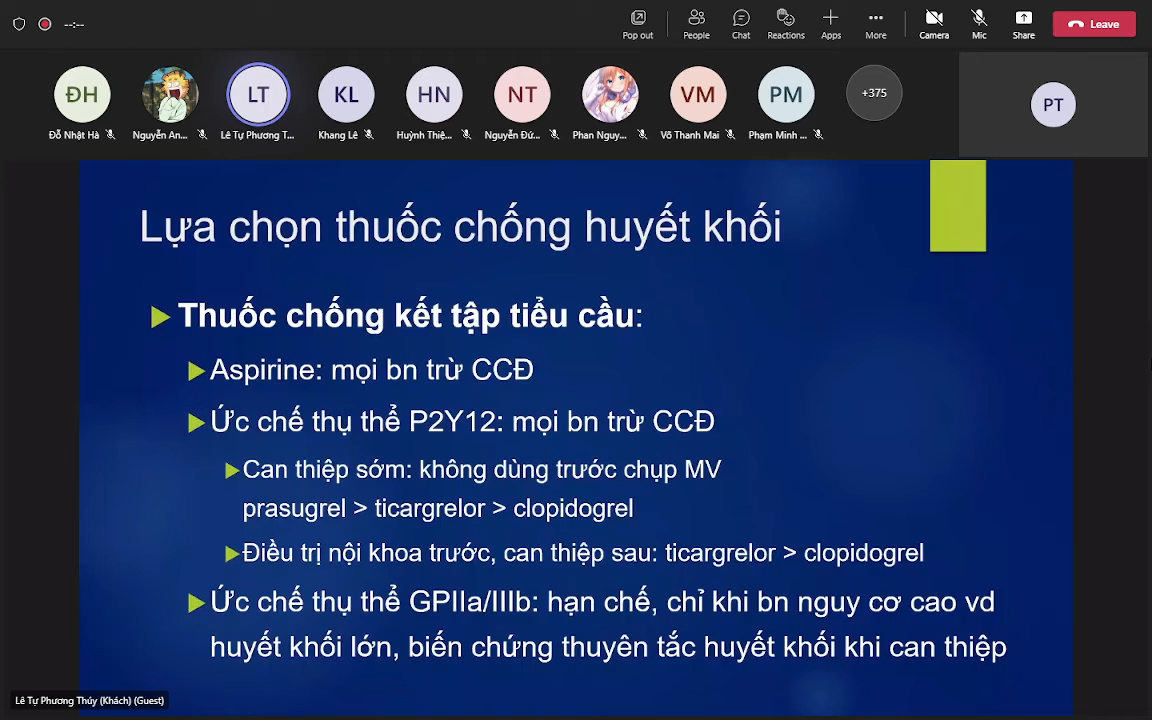 --:--
Pop out
People
Chat
Reactions
Apps
More
Camera
Mic
Share
Leave
ĐH
LT
KL
HN
NT
VM
PM
+375
PT
Đỗ Nhật Hà
Nguyễn An...
Lê Tự Phương T...
Khang Lê
Huỳnh Thiệ...
Nguyễn Đứ...
Phan Nguy...
Võ Thanh Mai
Phạm Minh ...
Lựa chọn thuốc chống huyết khối
Thuốc chống kết tập tiểu cầu:
Aspirine: mọi bn trừ CCĐ
Ức chế thụ thể P2Y12: mọi bn trừ CCĐ
Can thiệp sớm: không dùng trước chụp MV
prasugrel > ticargrelor > clopidogrel
Điều trị nội khoa trước, can thiệp sau: ticargrelor > clopidogrel
Ức chế thụ thể GPIIa/IIIb: hạn chế, chỉ khi bn nguy cơ cao vd
huyết khối lớn, biến chứng thuyên tắc huyết khối khi can thiệp
Lê Tự Phương Thúy (Khách) (Guest)